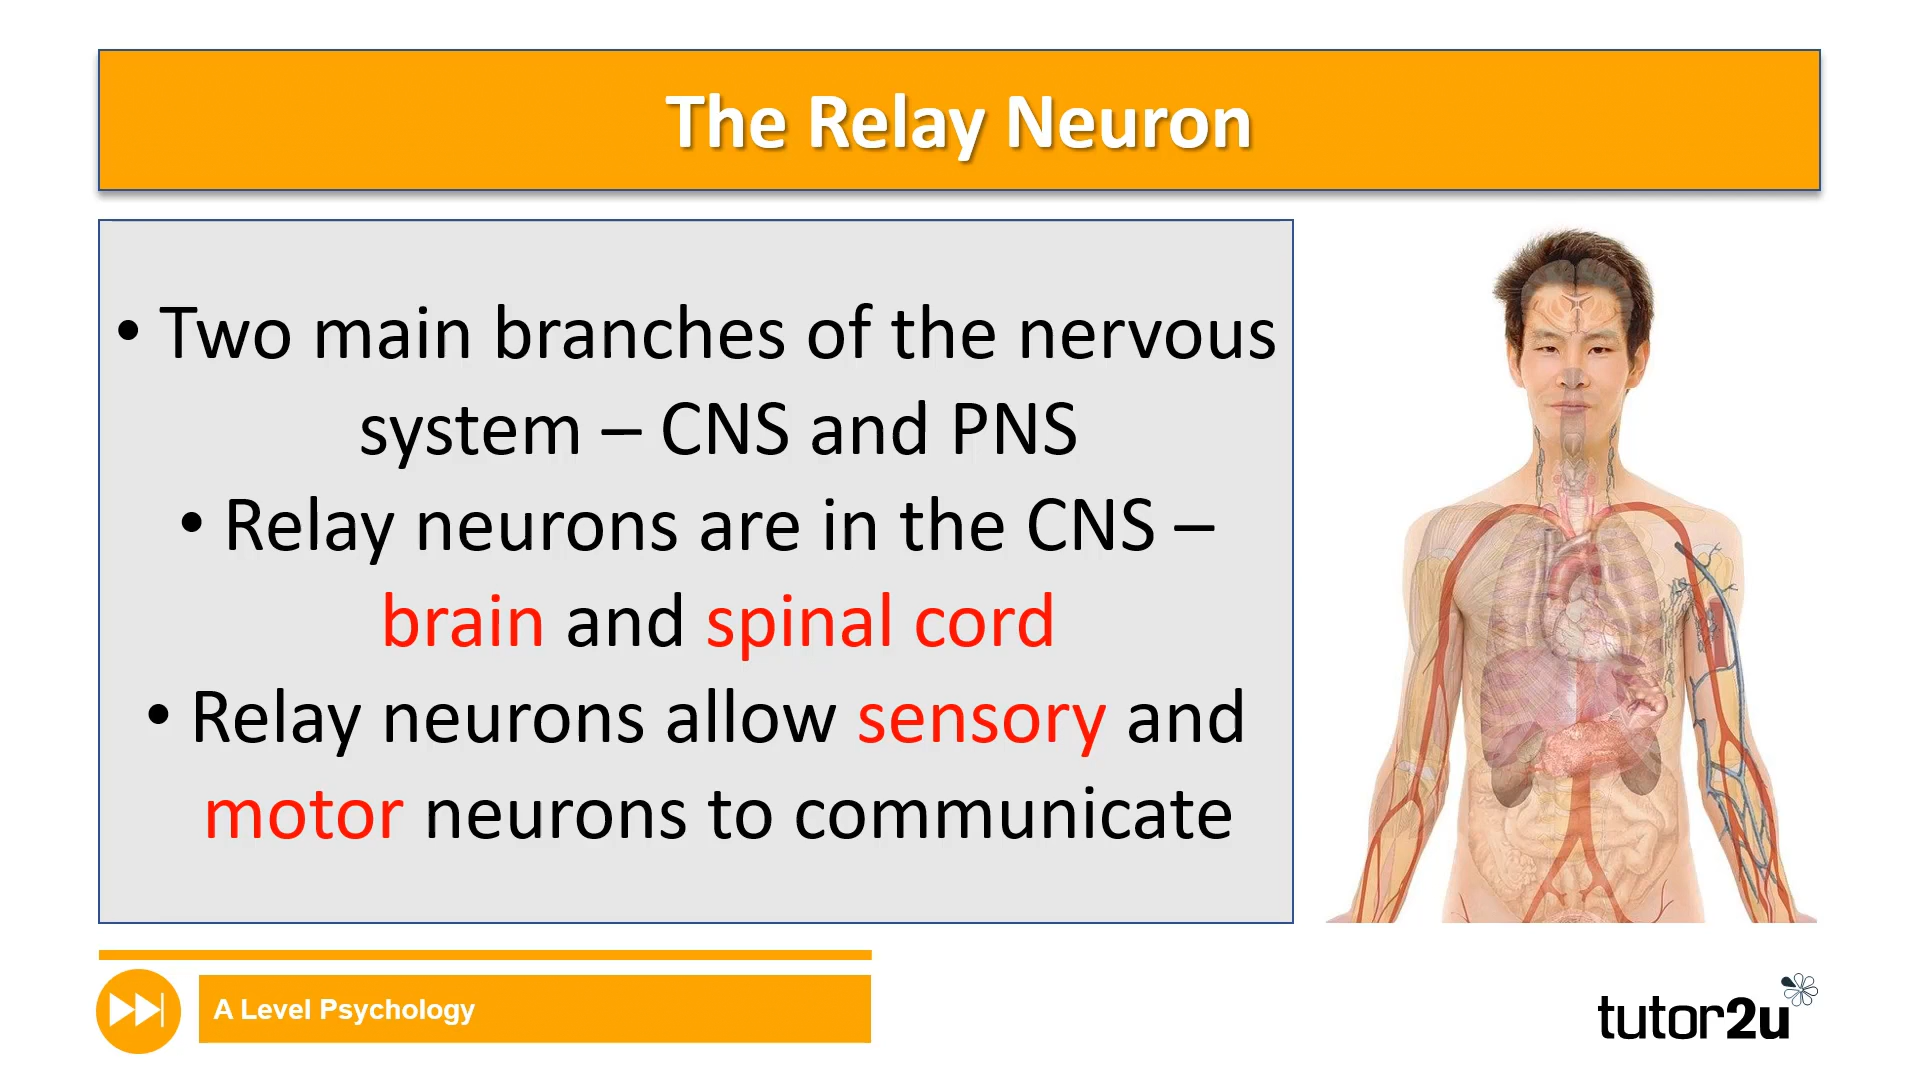 The Relay Neuron
• Two main branches of the nervous
system – CNS and PNS
• Relay neurons are in the CNS –
brain and spinal cord
• Relay neurons allow sensory and
motor neurons to communicate
A Level Psychology
tutor2u